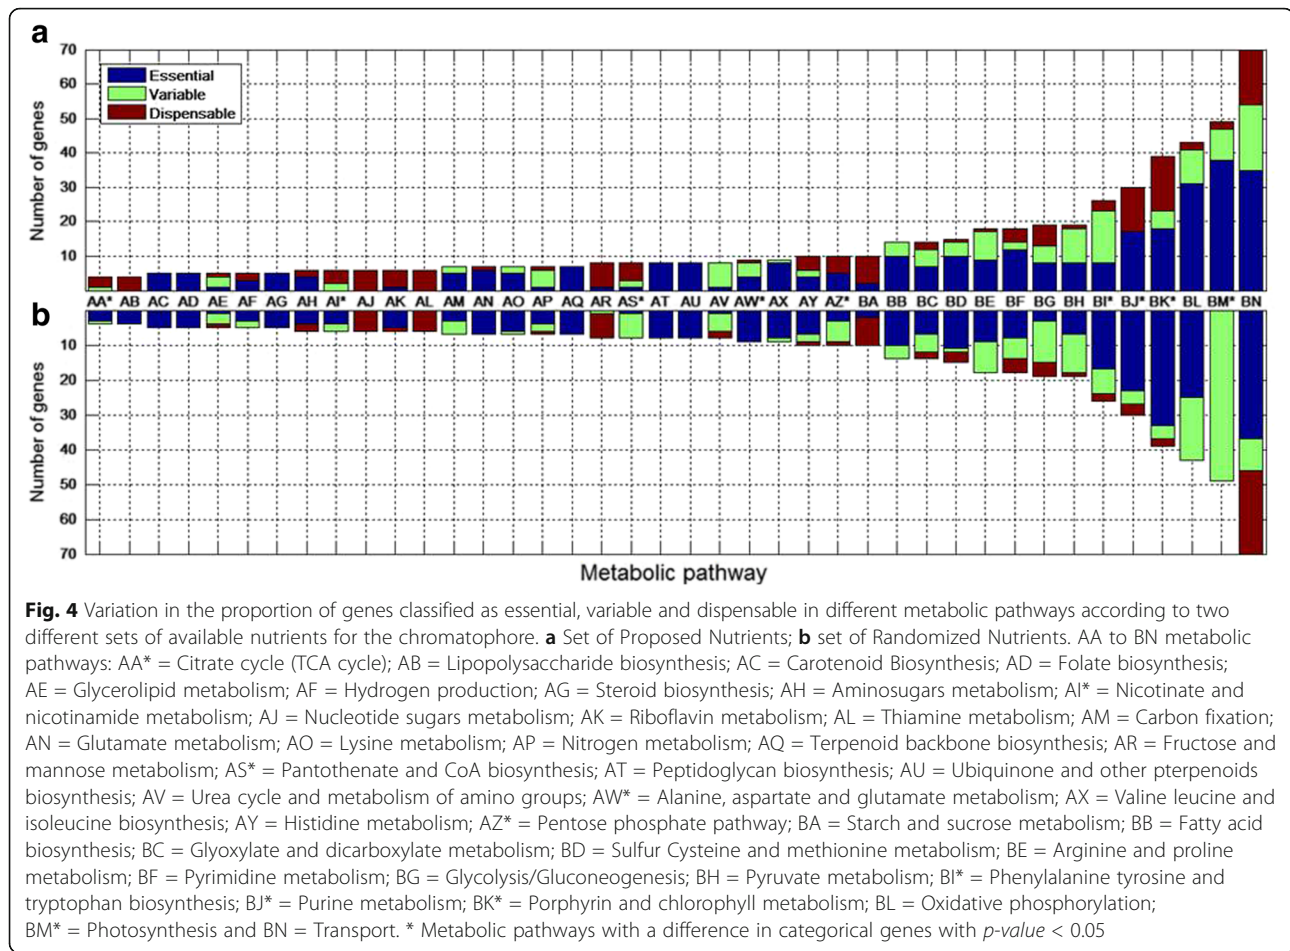 a
70
60
50
40
30
20
10
Number of genes
Essential
Variable
Dispensable
AA* AB AC AD AE AF AG AH AI* AJ AK AL AM AN AO AP AQ AR AS* AT AU AV AW* AX AY AZ* BA BB BC BD BE BF BG BH BI* BJ* BK* BL BM* BN
b
10
20
30
40
50
60
70
Number of genes
Metabolic pathway
Fig. 4 Variation in the proportion of genes classified as essential, variable and dispensable in different metabolic pathways according to two
different sets of available nutrients for the chromatophore. a Set of Proposed Nutrients; b set of Randomized Nutrients. AA to BN metabolic
pathways: AA* = Citrate cycle (TCA cycle); AB = Lipopolysaccharide biosynthesis; AC = Carotenoid Biosynthesis; AD = Folate biosynthesis;
AE = Glycerolipid metabolism; AF = Hydrogen production; AG = Steroid biosynthesis; AH = Aminosugars metabolism; AI* = Nicotinate and
nicotinamide metabolism; AJ = Nucleotide sugars metabolism; AK = Riboflavin metabolism; AL = Thiamine metabolism; AM = Carbon fixation;
AN = Glutamate metabolism; AO = Lysine metabolism; AP = Nitrogen metabolism; AQ = Terpenoid backbone biosynthesis; AR = Fructose and
mannose metabolism; AS* = Pantothenate and CoA biosynthesis; AT = Peptidoglycan biosynthesis; AU = Ubiquinone and other pterpenoids
biosynthesis; AV = Urea cycle and metabolism of amino groups; AW* = Alanine, aspartate and glutamate metabolism; AX = Valine leucine and
isoleucine biosynthesis; AY = Histidine metabolism; AZ* = Pentose phosphate pathway; BA = Starch and sucrose metabolism; BB = Fatty acid
biosynthesis; BC = Glyoxylate and dicarboxylate metabolism; BD = Sulfur Cysteine and methionine metabolism; BE = Arginine and proline
metabolism; BF = Pyrimidine metabolism; BG = Glycolysis/Gluconeogenesis; BH = Pyruvate metabolism; BI* = Phenylalanine tyrosine and
tryptophan biosynthesis; BJ* = Purine metabolism; BK* = Porphyrin and chlorophyll metabolism; BL = Oxidative phosphorylation;
BM* = Photosynthesis and BN = Transport. * Metabolic pathways with a difference in categorical genes with p-value < 0.05